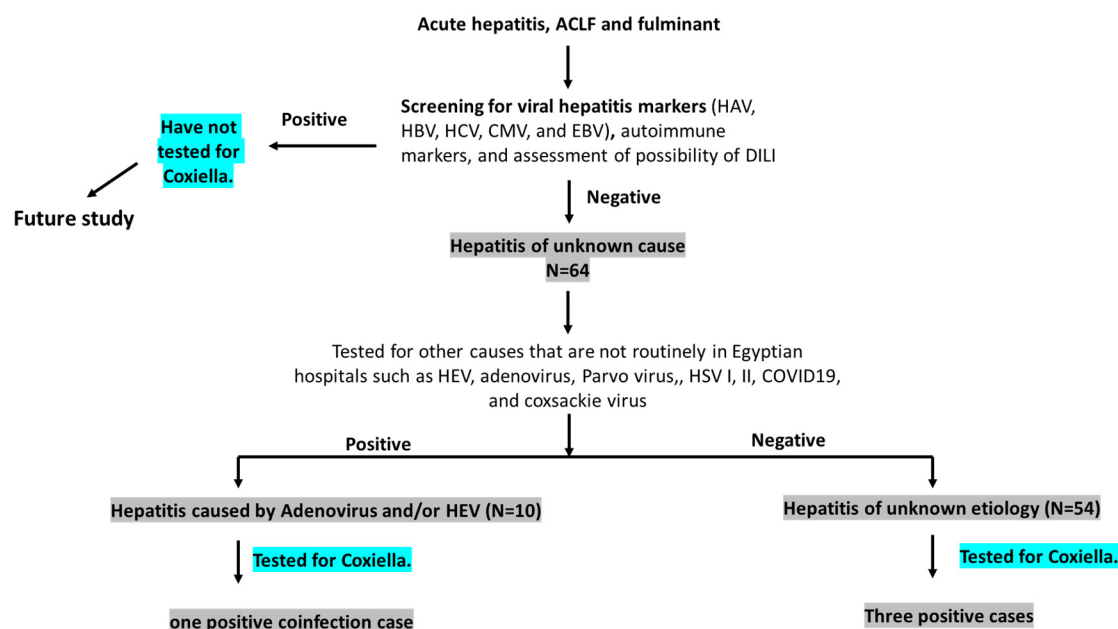 Acute hepatitis, ACLF and fulminant
Screening for viral hepatitis markers (HAV,
HBV, HCV, CMV, and EBV), autoimmune
markers, and assessment of possibility of DILI
Positive
Have not
tested for
Coxiella.
Future study
Negative
Hepatitis of unknown cause
N=64
Tested for other causes that are not routinely in Egyptian
hospitals such as HEV, adenovirus, Parvo virus,, HSV I, II, COVID19,
and coxsackie virus
Positive
Negative
Hepatitis caused by Adenovirus and/or HEV (N=10)
Hepatitis of unknown etiology (N=54)
Tested for Coxiella.
Tested for Coxiella.
one positive coinfection case
Three positive cases